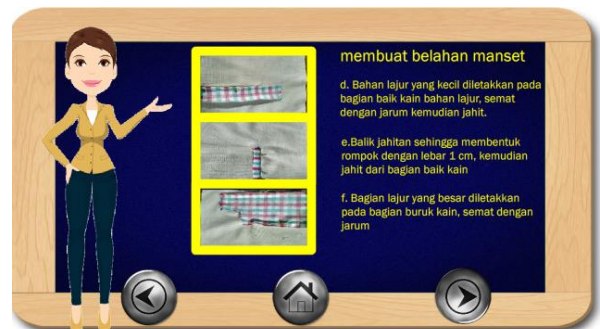 membuat belahan manset
d. Bahan lajur yang kecil diletakkan pada
bagian baik kain bahan lajur, semat
dengan jarum kemudian jahit.
e.Balik jahitan sehingga membentuk
rompok dengan lebar 1 cm, kemudian
jahit dari bagian baik kain
f. Bagian lajur yang besar diletakkan
pada bagian buruk kain, semat dengan
jarum